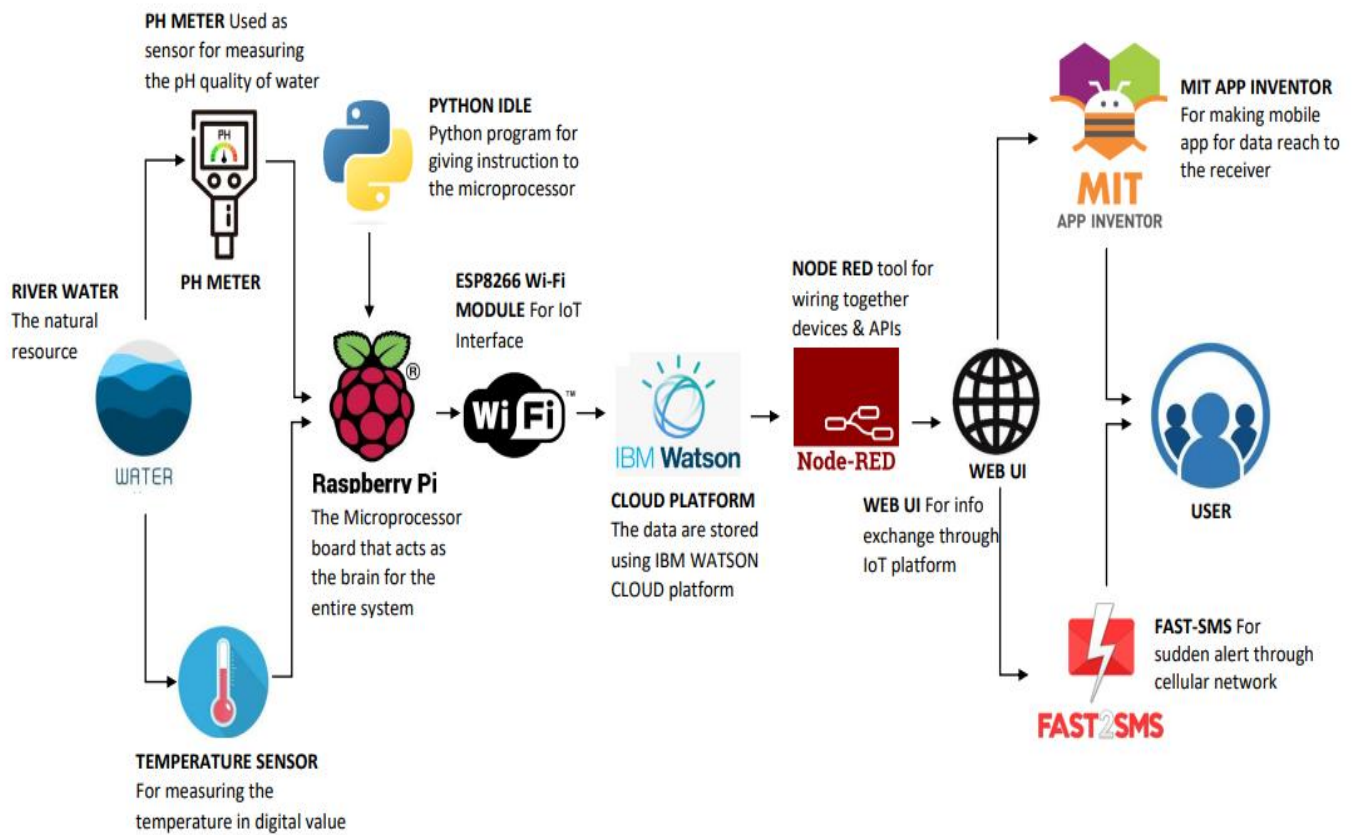 PH METER Used as
sensor for measuring
the pH quality of water
PH
PH METER
PYTHON IDLE
Python program for
giving instruction to
the microprocessor
RIVER WATER
The natural
resource
WATER
TEMPERATURE SENSOR
For measuring the
temperature in digital value
®
Raspberry Pi
The Microprocessor
board that acts as
the brain for the
entire system
ESP8266 Wi-Fi
MODULE For IoT
Interface
Wi Fi ™
IBM Watson
CLOUD PLATFORM
The data are stored
using IBM WATSON
CLOUD platform
NODE RED tool for
wiring together
devices & APIs
Node-RED
WEB UI
WEB UI For info
exchange through
IoT platform
MIT
APP INVENTOR
MIT APP INVENTOR
For making mobile
app for data reach to
the receiver
USER
FAST-SMS For
sudden alert through
cellular network
FAST2SMS